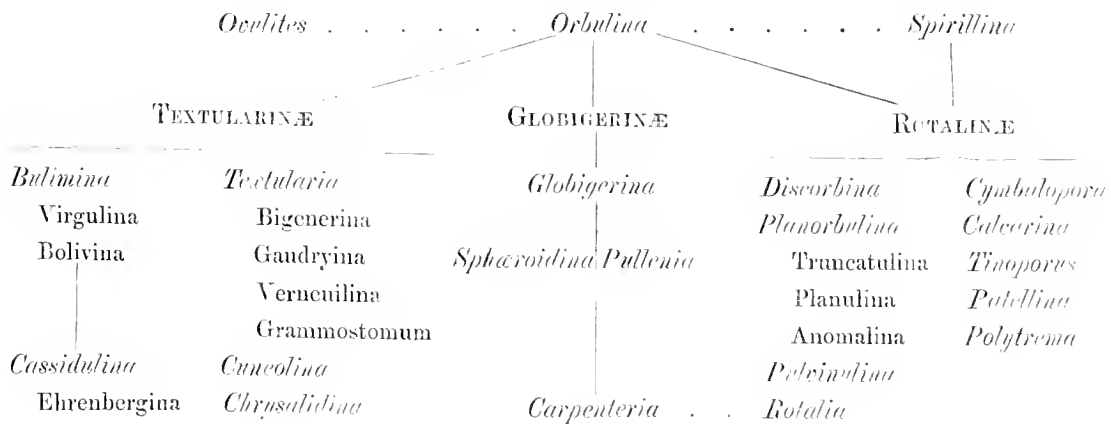 Ovulites . . . . . . Orbulina . . . . . . . Spirillina
TEXTULARINÆ GLOBIGERINÆ ROTALINÆ
Bulimina Textularia Globigerina Discorbina Cymbalopora
Virgulina Bigenerina Planorbulina Calcarina
Bolivina Gaudryina Sphæroidina Pullenia Truncatulina Tinoporus
Verneuilina Planulina Patellina
Grammostomum Anomalina Polytrema
Cassidulina Cuneolina Pulvinulina
Ehrenbergina Chrysalidina Carpenteria . . Rotalia